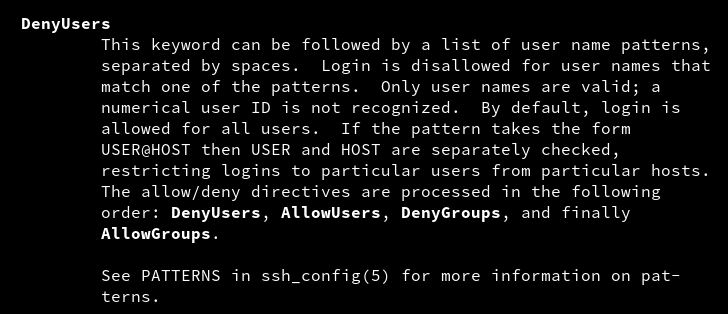 DenyUsers
This keyword can be followed by a list of user name patterns,
separated by spaces.  Login is disallowed for user names that
match one of the patterns.  Only user names are valid; a
numerical user ID is not recognized.  By default, login is
allowed for all users.  If the pattern takes the form
USER@HOST then USER and HOST are separately checked,
restricting logins to particular users from particular hosts.
The allow/deny directives are processed in the following
order: DenyUsers, AllowUsers, DenyGroups, and finally
AllowGroups.
See PATTERNS in ssh_config(5) for more information on pat-
terns.